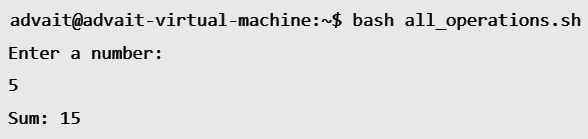 advait@advait-virtual-machine:~$ bash all_operations.sh
Enter a number:
5
Sum: 15